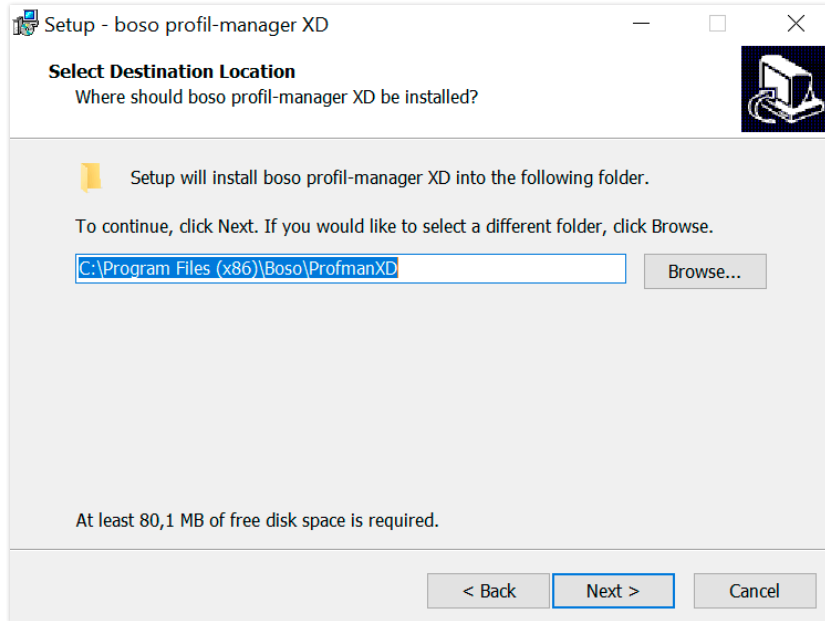 Setup - boso profil-manager XD
Select Destination Location
Where should boso profil-manager XD be installed?
Setup will install boso profil-manager XD into the following folder.
To continue, click Next. If you would like to select a different folder, click Browse.
C:\Program Files (x86)\Boso\ProfmanXD
Browse...
At least 80,1 MB of free disk space is required.
< Back
Next >
Cancel